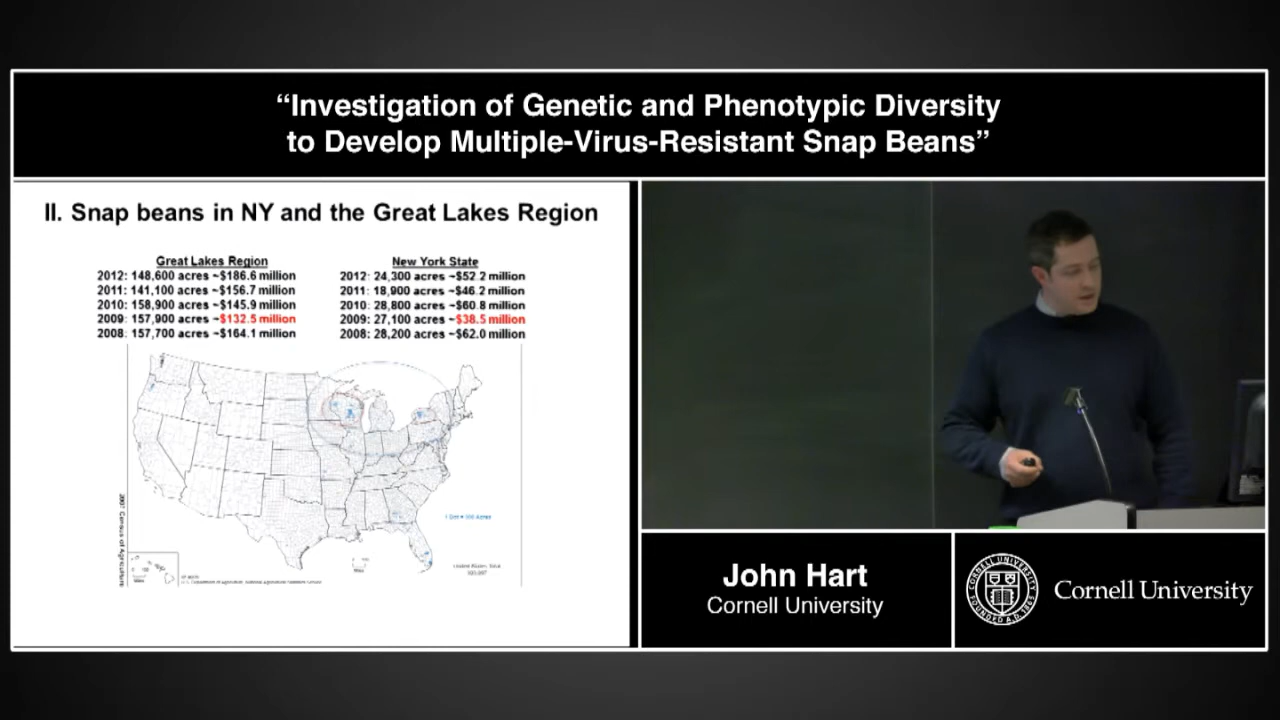 “Investigation of Genetic and Phenotypic Diversity
to Develop Multiple-Virus-Resistant Snap Beans”
II. Snap beans in NY and the Great Lakes Region
Great Lakes Region
2012: 148,600 acres ~$186.6 million
2011: 141,100 acres ~$156.7 million
2010: 158,900 acres ~$145.9 million
2009: 157,900 acres ~$132.5 million
2008: 157,700 acres ~$164.1 million
New York State
2012: 24,300 acres ~$52.2 million
2011: 18,900 acres ~$46.2 million
2010: 28,800 acres ~$60.8 million
2009: 27,100 acres ~$38.5 million
2008: 28,200 acres ~$62.0 million
2007 Census of Agriculture
John Hart
Cornell University
CORNELL UNIVERSITY
FOUNDED A.D. 1865
Cornell University